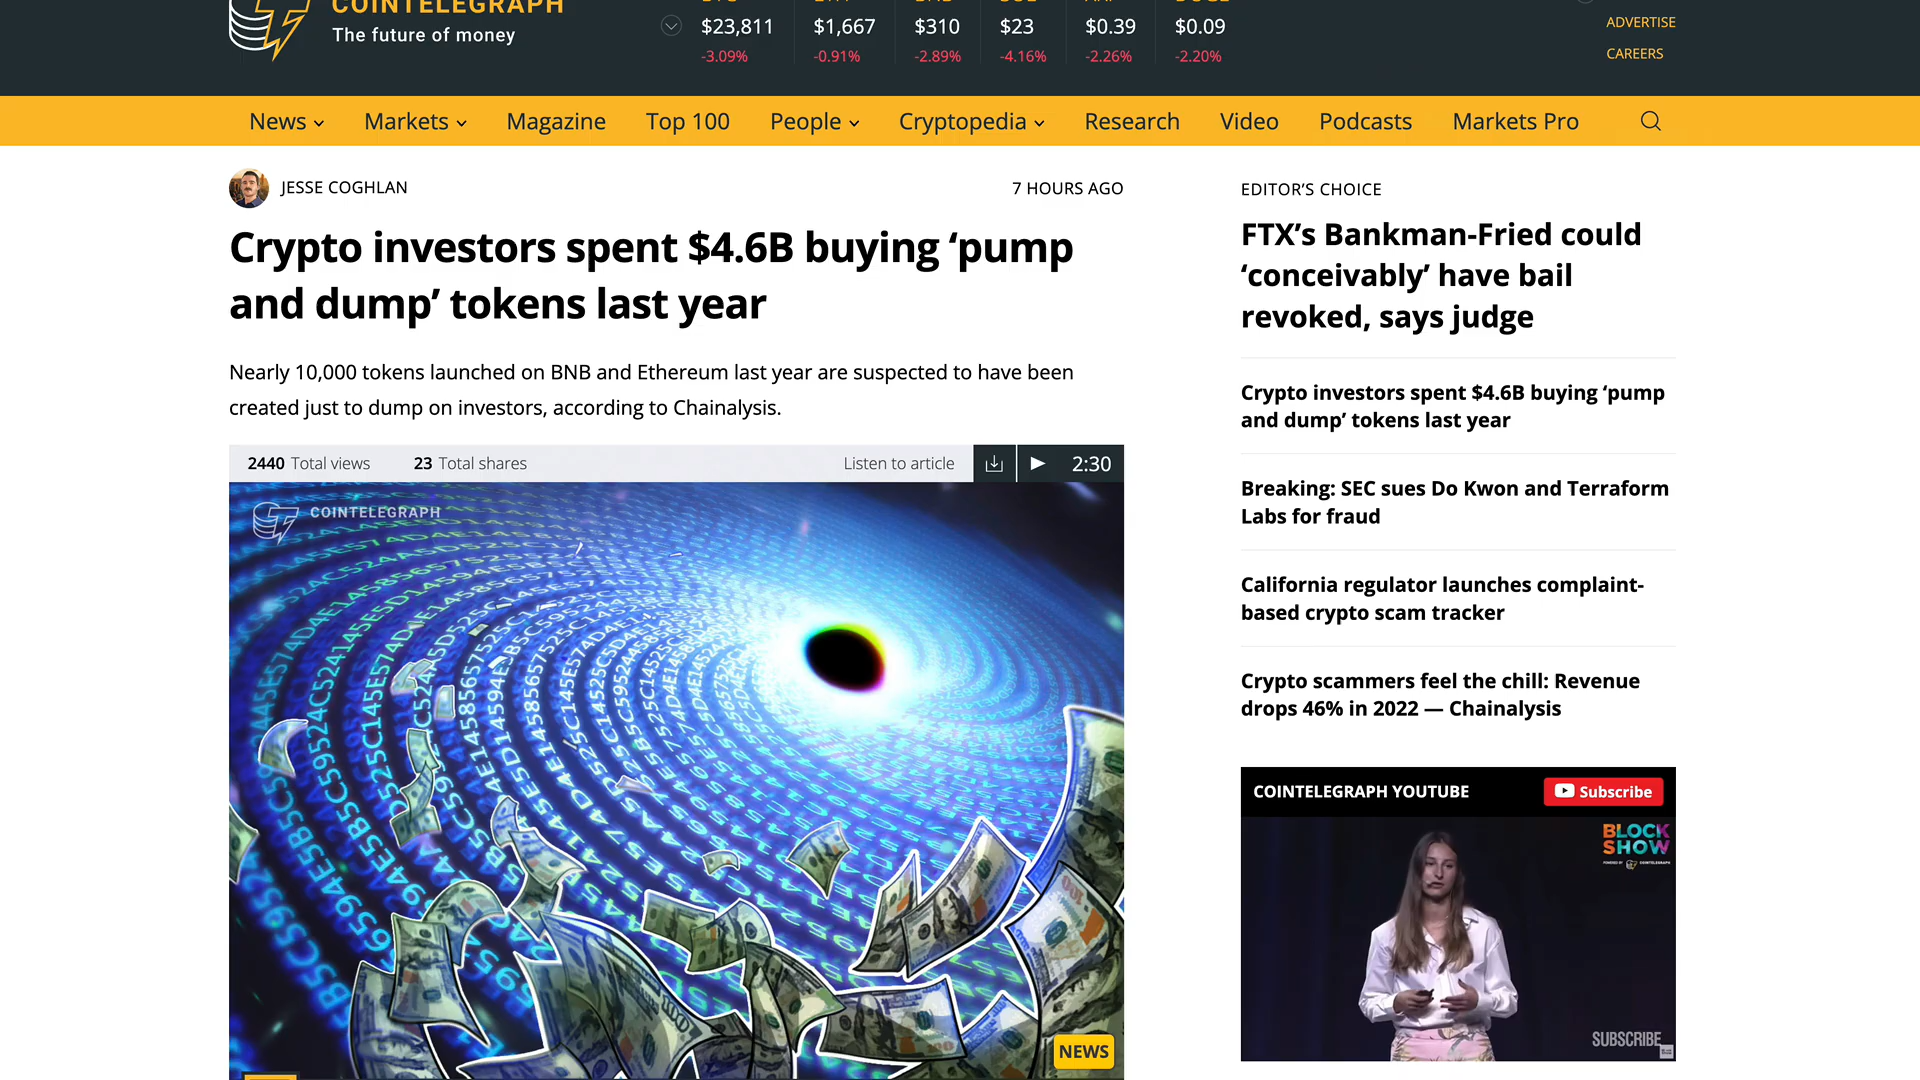 COINTELEGRAPH
The future of money
$23,811
$1,667
$310
$23
$0.39
$0.09
-3.09%
-0.91%
-2.89%
-4.16%
-2.26%
-2.20%
ADVERTISE
CAREERS
News
Markets
Magazine
Top 100
People
Cryptopedia
Research
Video
Podcasts
Markets Pro
JESSE COGHLAN
7 HOURS AGO
Crypto investors spent $4.6B buying ‘pump
and dump’ tokens last year
Nearly 10,000 tokens launched on BNB and Ethereum last year are suspected to have been
created just to dump on investors, according to Chainalysis.
2440 Total views
23 Total shares
Listen to article
2:30
COINTELEGRAPH
NEWS
EDITOR’S CHOICE
FTX’s Bankman-Fried could
‘conceivably’ have bail
revoked, says judge
Crypto investors spent $4.6B buying ‘pump
and dump’ tokens last year
Breaking: SEC sues Do Kwon and Terraform
Labs for fraud
California regulator launches complaint-
based crypto scam tracker
Crypto scammers feel the chill: Revenue
drops 46% in 2022 — Chainalysis
COINTELEGRAPH YOUTUBE
Subscribe
BLOCK
SHOW
SUBSCRIBE